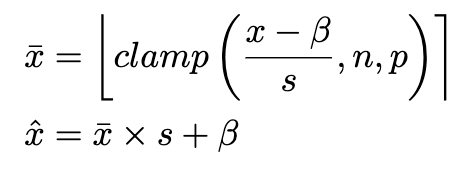 x̄ = ⌊clamp((x − β)/s, n, p)⌉
x̂ = x̄ × s + β